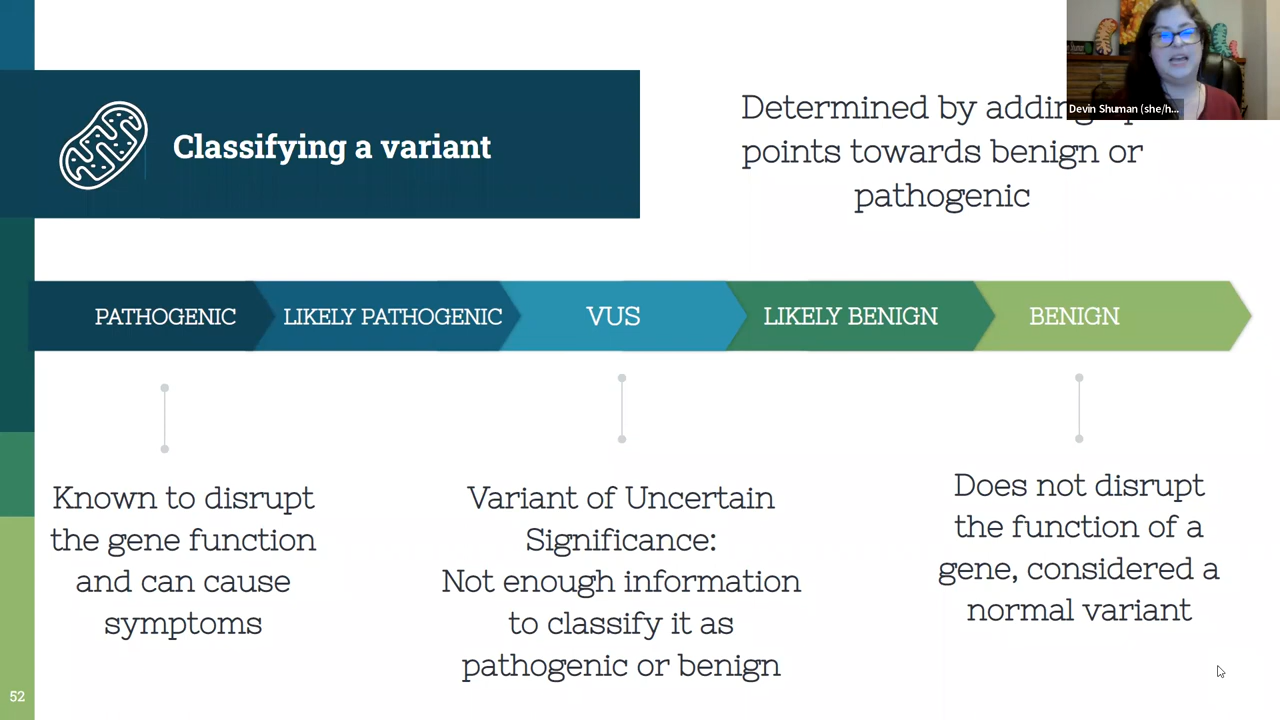 Classifying a variant
Determined by adding
points towards benign or
pathogenic
Devin Shuman (she/h...
PATHOGENIC
LIKELY PATHOGENIC
VUS
LIKELY BENIGN
BENIGN
Known to disrupt
the gene function
and can cause
symptoms
Variant of Uncertain
Significance:
Not enough information
to classify it as
pathogenic or benign
Does not disrupt
the function of a
gene, considered a
normal variant
52